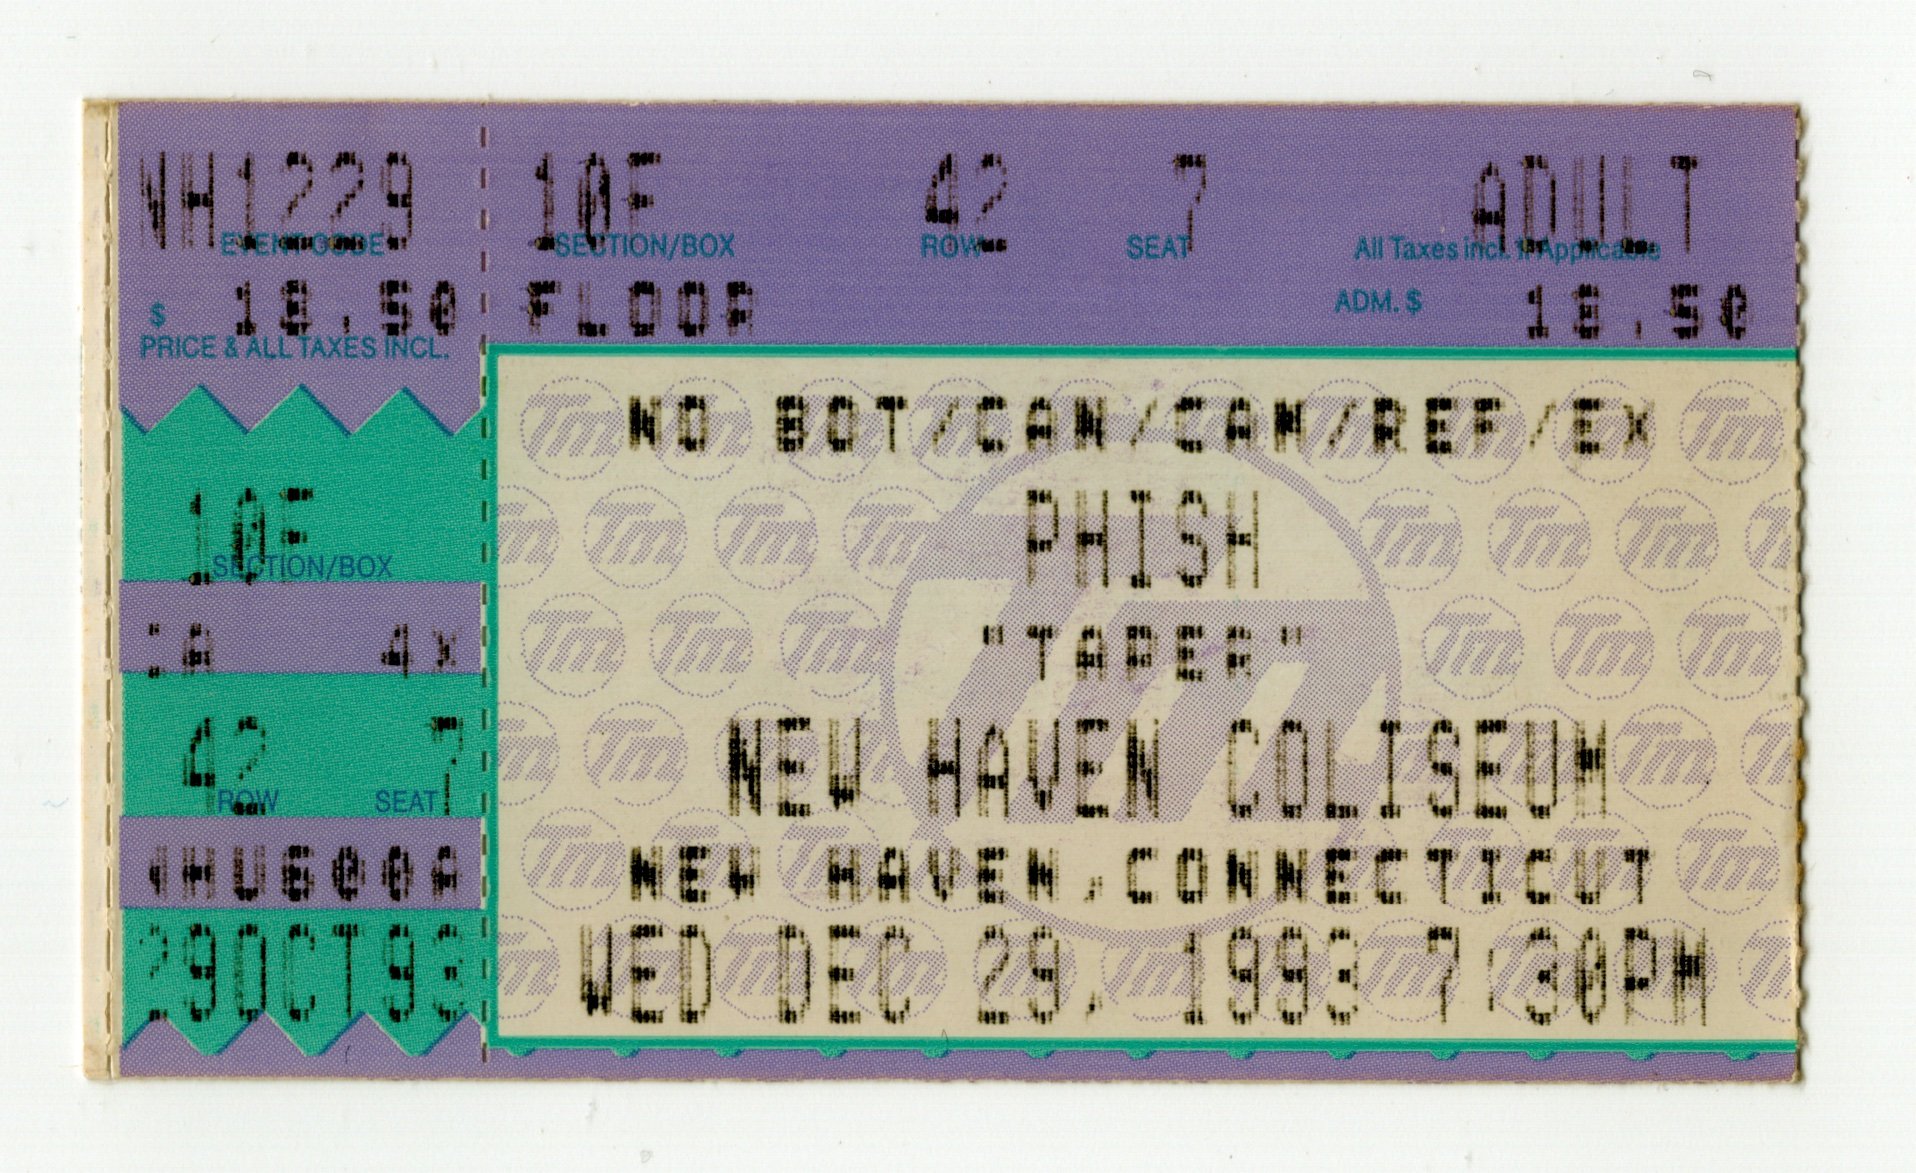 NH1229 10F 42 7 ADULT
EVENT CODE SECTION/BOX ROW SEAT All Taxes incl. If Applicable
$ 18.50 FLOOR ADM. $ 18.50
PRICE & ALL TAXES INCL.
NO BOT/CAN/CAM/REF/EX
10F
SECTION/BOX
PHISH
CA 4X
"TAPER"
42 7
ROW SEAT
NEW HAVEN COLISEUM
NEW HAVEN,CONNECTICUT
29OCT93
WED DEC 29, 1993 7:30PM